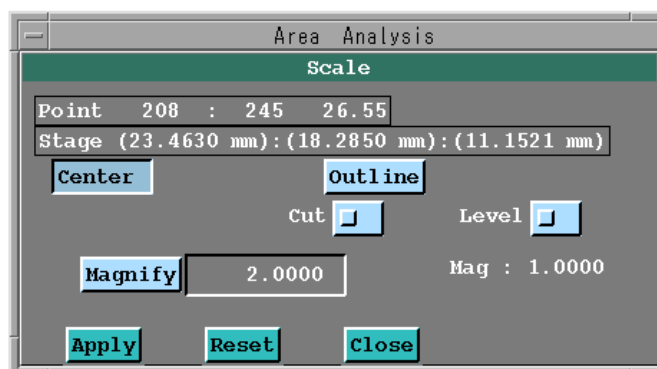 Area Analysis
Scale
Point 208 : 245 26.55
Stage (23.4630 mm):(18.2850 mm):(11.1521 mm)
Center Outline
Cut Level
Magnify 2.0000 Mag : 1.0000
Apply Reset Close